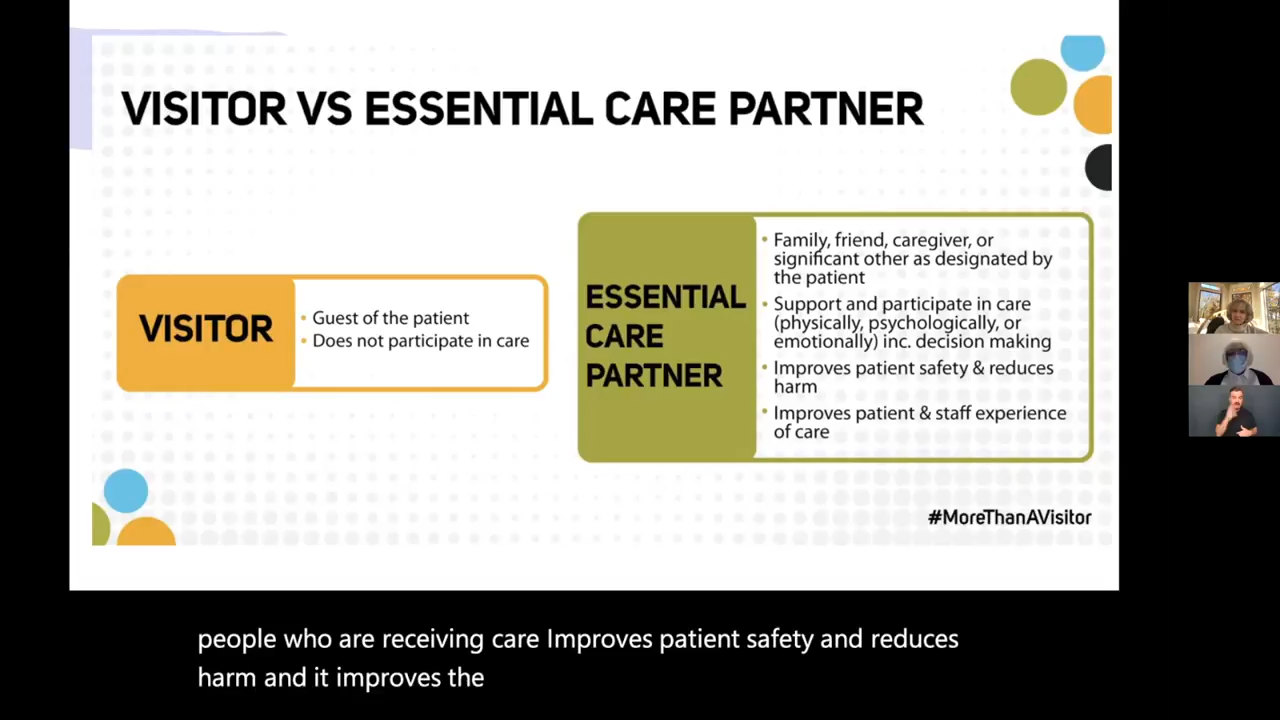 VISITOR VS ESSENTIAL CARE PARTNER
VISITOR
• Guest of the patient
• Does not participate in care
ESSENTIAL
CARE
PARTNER
• Family, friend, caregiver, or
significant other as designated by
the patient
• Support and participate in care
(physically, psychologically, or
emotionally) inc. decision making
• Improves patient safety & reduces
harm
• Improves patient & staff experience
of care
#MoreThanAVisitor
people who are receiving care Improves patient safety and reduces
harm and it improves the